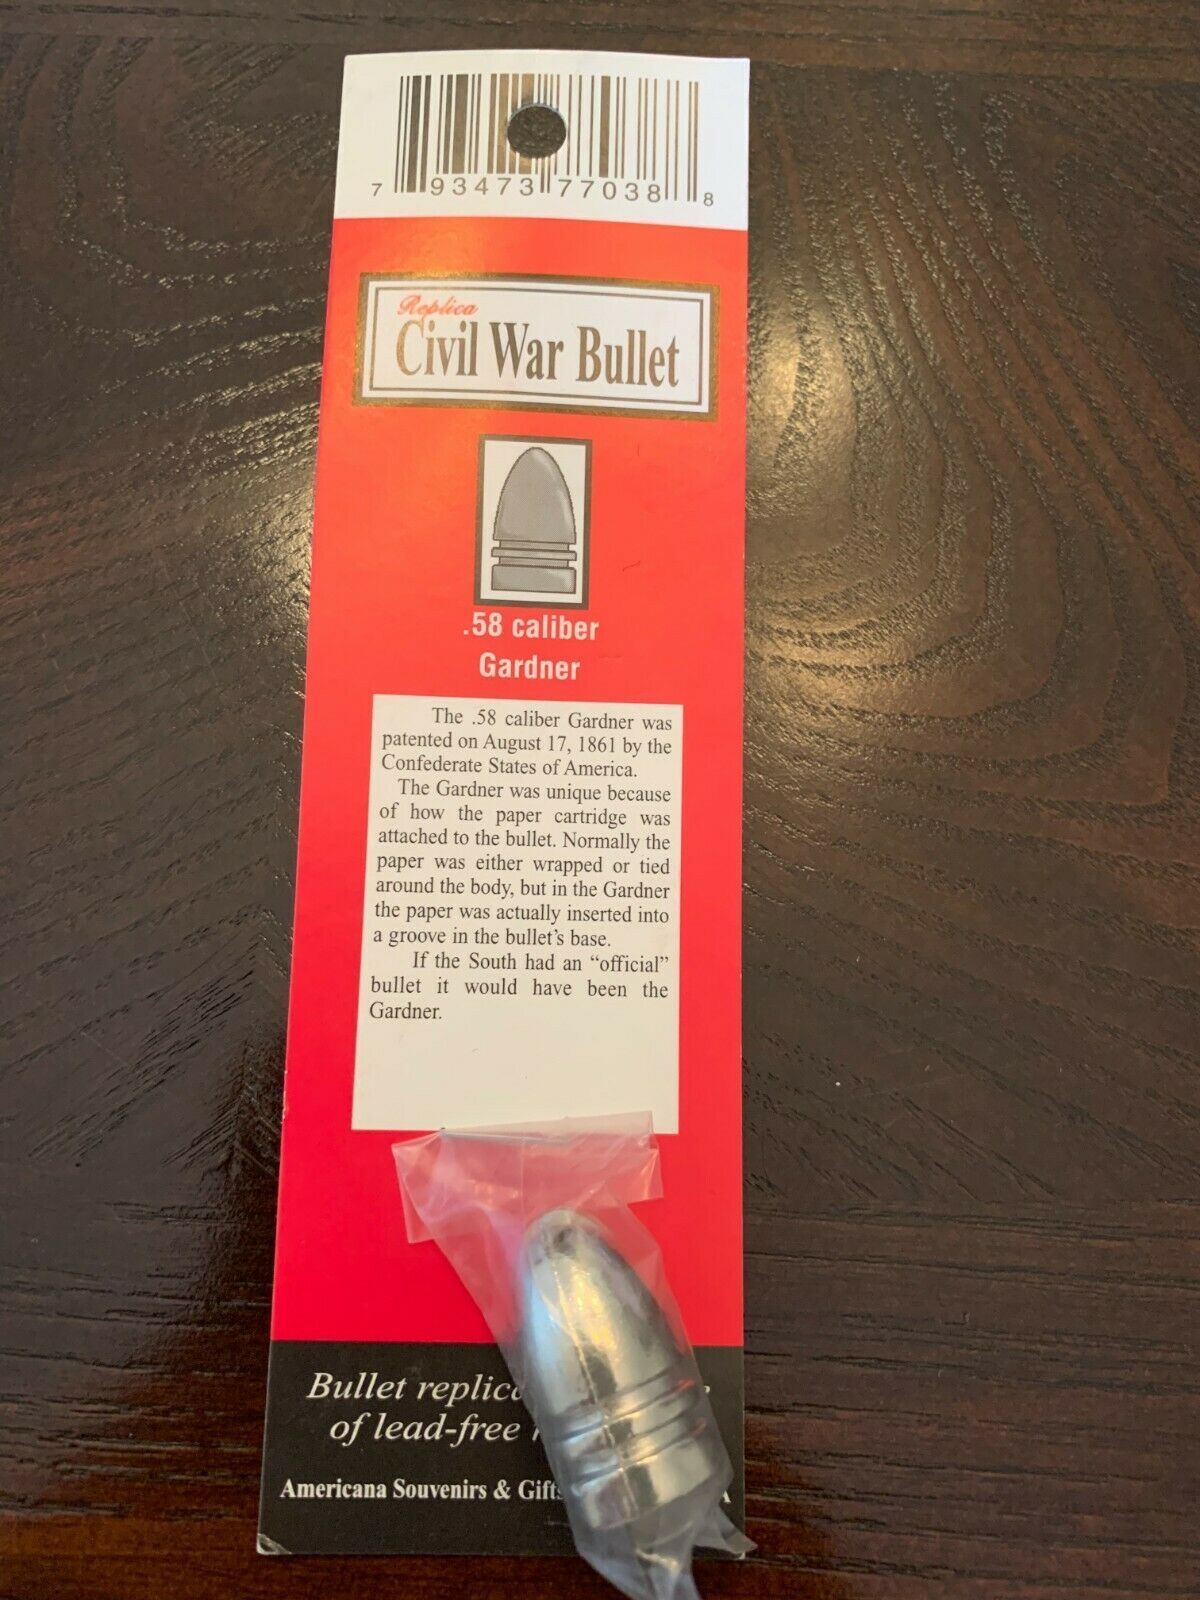 7 93473 77038 8
Replica
Civil War Bullet
.58 caliber
Gardner
The .58 caliber Gardner was
patented on August 17, 1861 by the
Confederate States of America.
The Gardner was unique because
of how the paper cartridge was
attached to the bullet. Normally the
paper was either wrapped or tied
around the body, but in the Gardner
the paper was actually inserted into
a groove in the bullet's base.
If the South had an “official”
bullet it would have been the
Gardner.
Bullet
of lead-free
Americana Souvenirs &